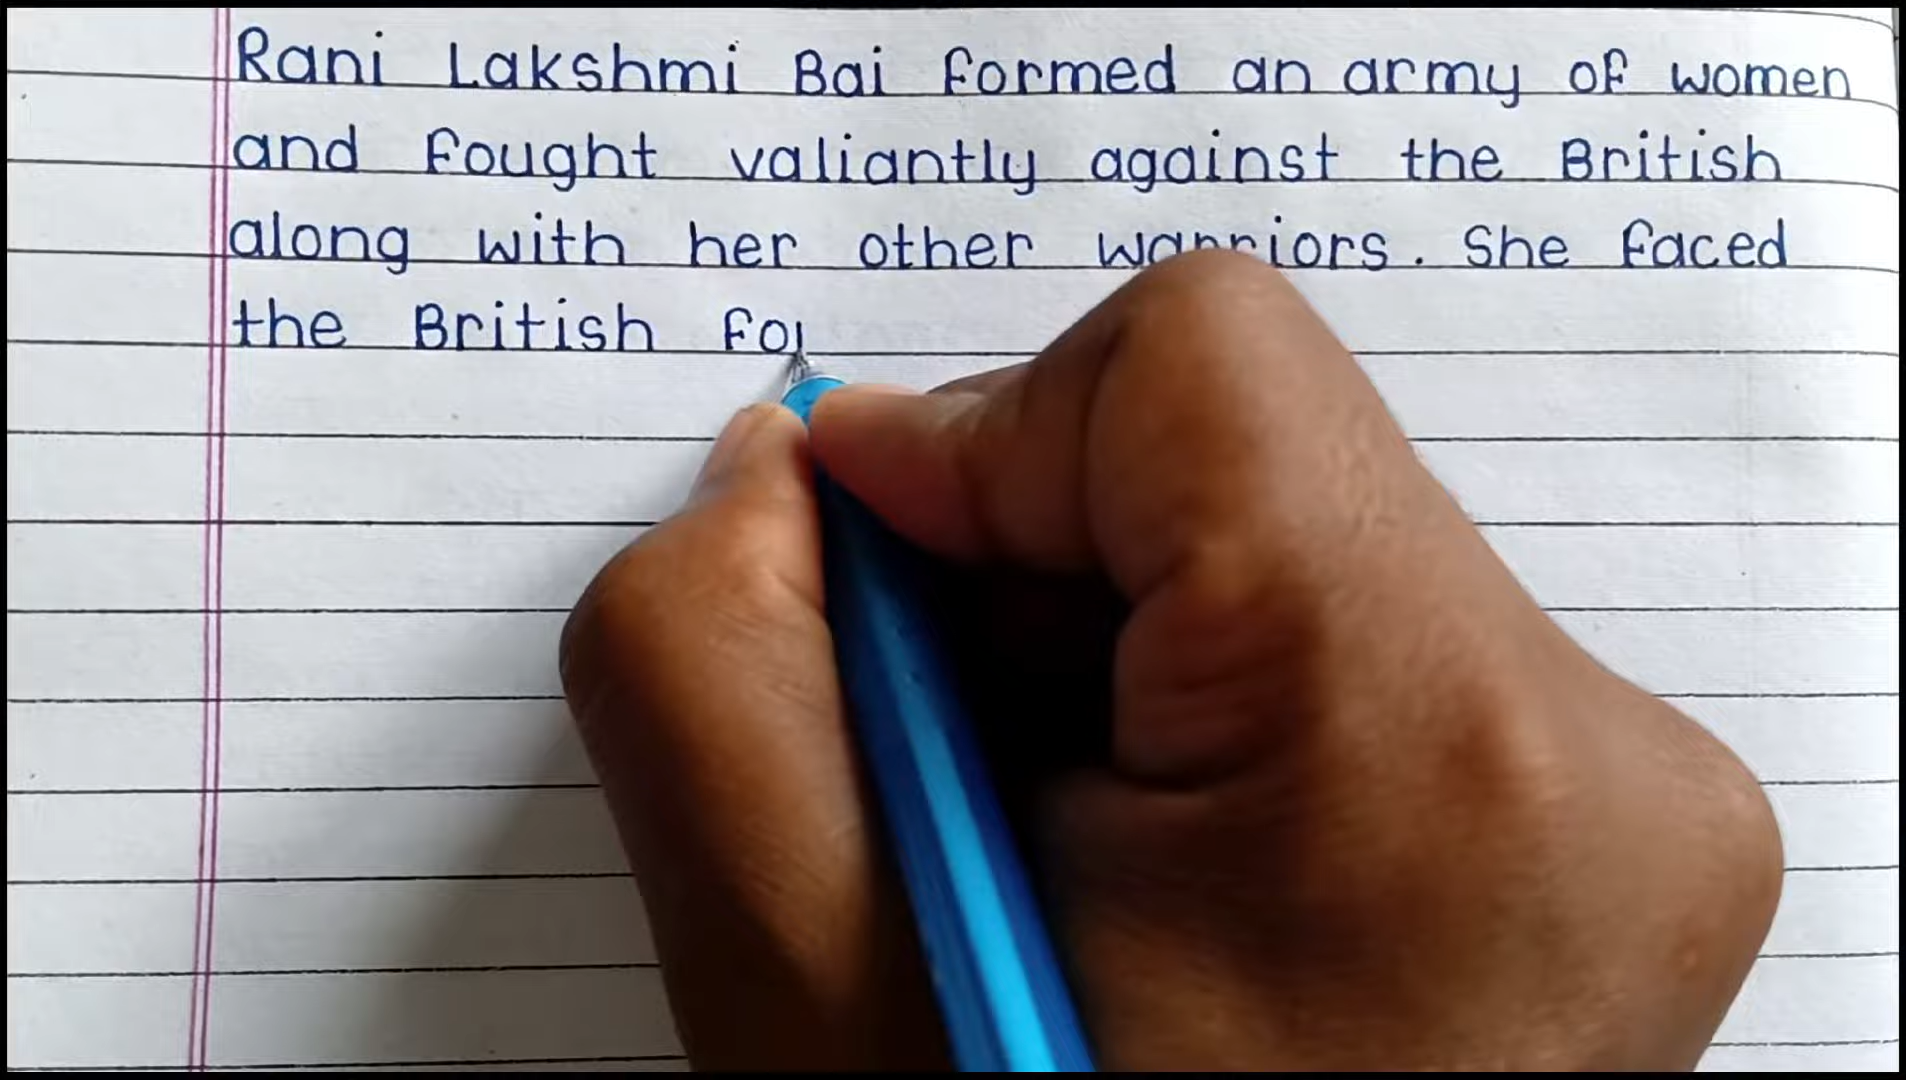 Rani Lakshmi Bai formed an army of women
and fought valiantly against the British
along with her other warriors. She faced
the British